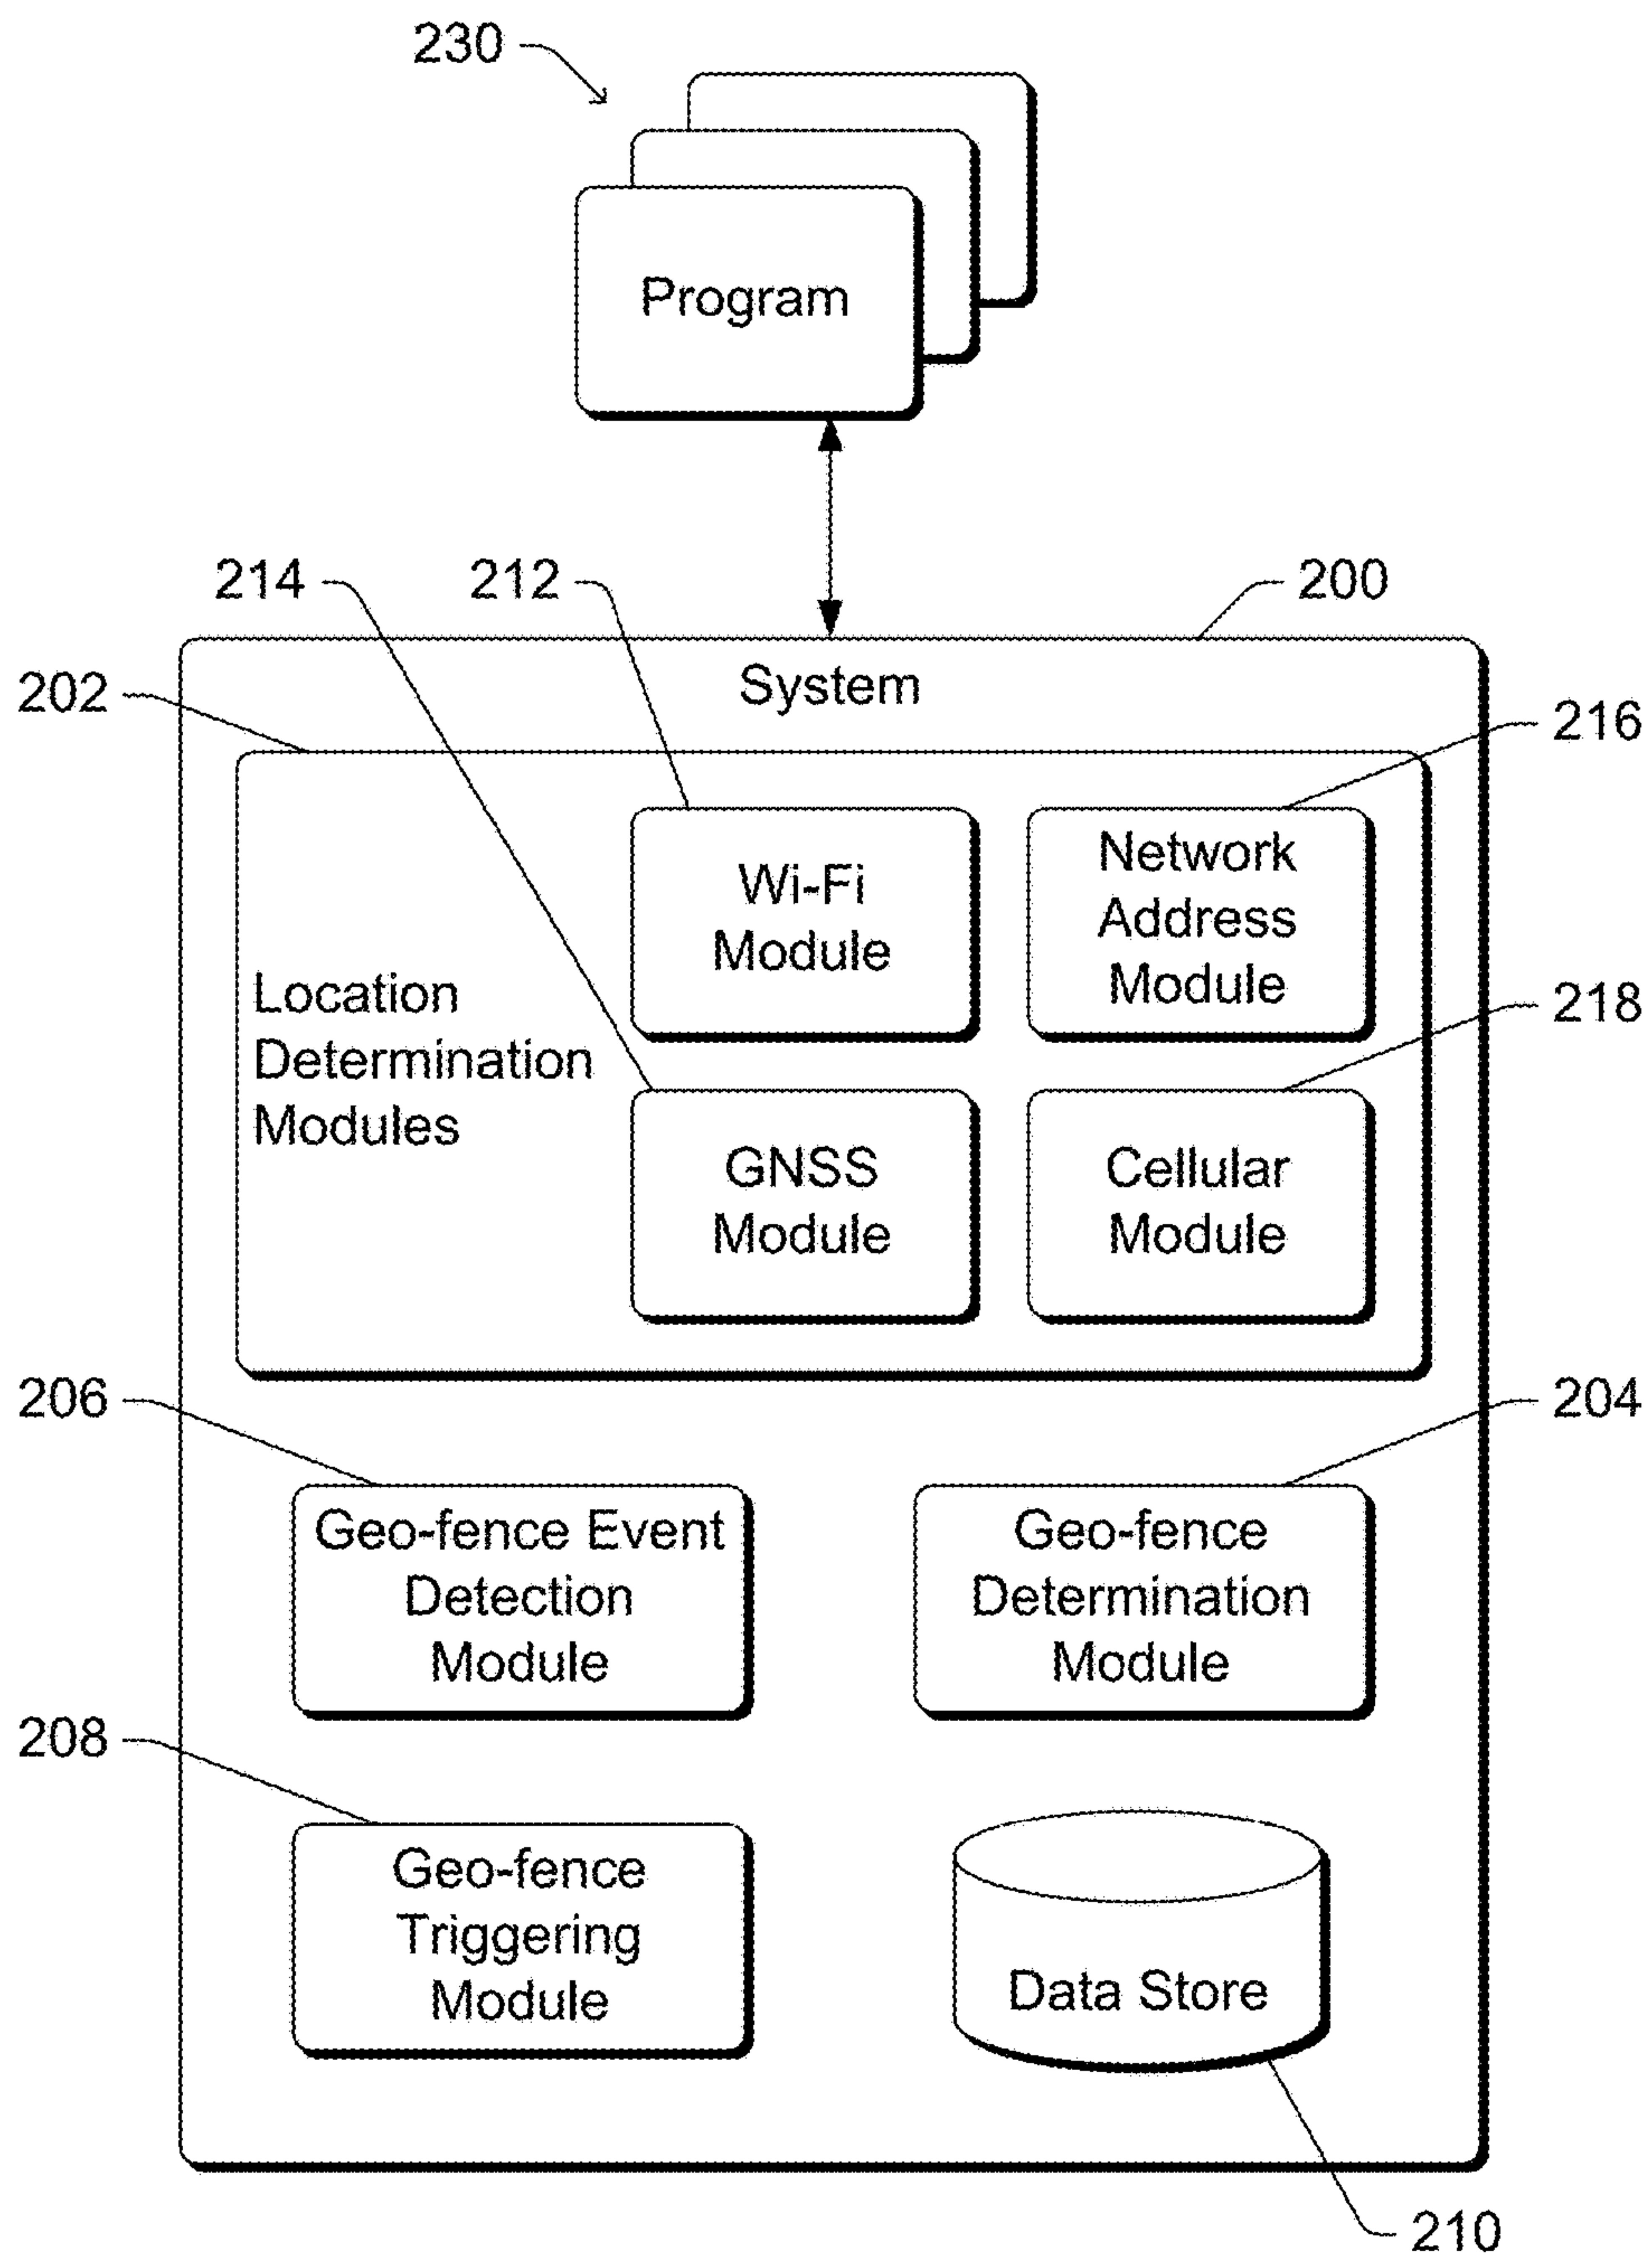 230
Program
214
212
200
System
202
216
Wi-Fi
Module
Network
Address
Module
Location
Determination
Modules
218
GNSS
Module
Cellular
Module
206
204
Geo-fence Event
Detection
Module
Geo-fence
Determination
Module
208
Geo-fence
Triggering
Module
Data Store
210